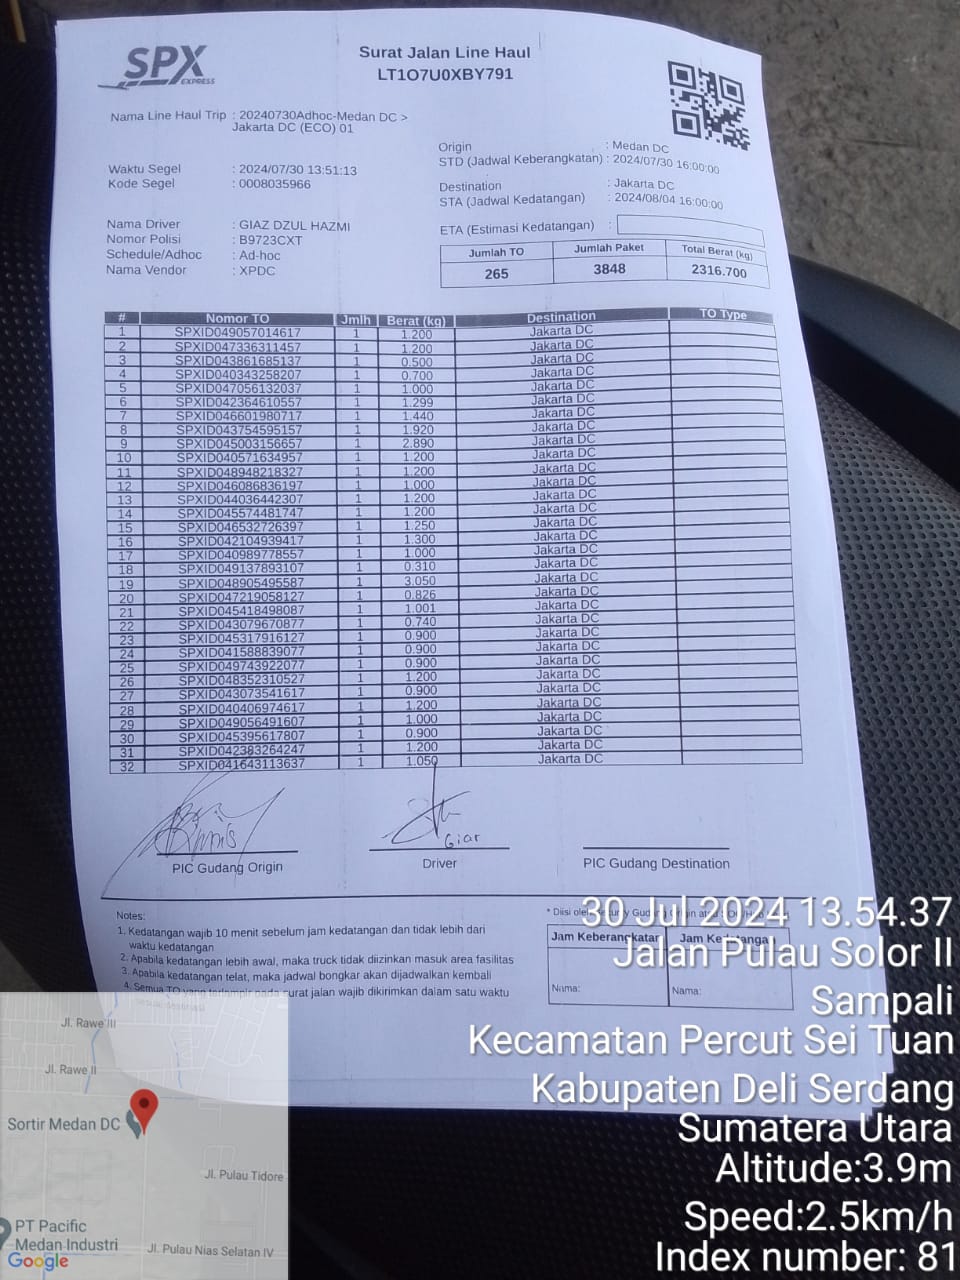 SPX
EXPRESS
Surat Jalan Line Haul
LT1O7U0XBY791
Nama Line Haul Trip : 20240730Adhoc-Medan DC >
Jakarta DC (ECO) 01
Waktu Segel : 2024/07/30 13:51:13
Kode Segel : 0008035966
Nama Driver : GIAZ DZUL HAZMI
Nomor Polisi : B9723CXT
Schedule/Adhoc : Ad-hoc
Nama Vendor : XPDC
Origin : Medan DC
STD (Jadwal Keberangkatan) : 2024/07/30 16:00:00
Destination : Jakarta DC
STA (Jadwal Kedatangan) : 2024/08/04 16:00:00
ETA (Estimasi Kedatangan) :
Jumlah TO Jumlah Paket Total Berat (kg)
265 3848 2316.700
# Nomor TO Jmlh Berat (kg) Destination TO Type
1 SPXID049057014617 1 1.200 Jakarta DC
2 SPXID047336311457 1 1.200 Jakarta DC
3 SPXID043861685137 1 0.500 Jakarta DC
4 SPXID040343258207 1 0.700 Jakarta DC
5 SPXID047056132037 1 1.000 Jakarta DC
6 SPXID042364610557 1 1.299 Jakarta DC
7 SPXID046601980717 1 1.440 Jakarta DC
8 SPXID043754595157 1 1.920 Jakarta DC
9 SPXID045003156657 1 2.890 Jakarta DC
10 SPXID040571634957 1 1.200 Jakarta DC
11 SPXID048948218327 1 1.200 Jakarta DC
12 SPXID046086836197 1 1.000 Jakarta DC
13 SPXID044036442307 1 1.200 Jakarta DC
14 SPXID045574481747 1 1.200 Jakarta DC
15 SPXID046532726397 1 1.250 Jakarta DC
16 SPXID042104939417 1 1.300 Jakarta DC
17 SPXID040989778557 1 1.000 Jakarta DC
18 SPXID049137893107 1 0.310 Jakarta DC
19 SPXID048905495587 1 3.050 Jakarta DC
20 SPXID047219058127 1 0.826 Jakarta DC
21 SPXID045418498087 1 1.001 Jakarta DC
22 SPXID043079670877 1 0.740 Jakarta DC
23 SPXID045317916127 1 0.900 Jakarta DC
24 SPXID041588839077 1 0.900 Jakarta DC
25 SPXID049743922077 1 0.900 Jakarta DC
26 SPXID048352310527 1 1.200 Jakarta DC
27 SPXID043073541617 1 0.900 Jakarta DC
28 SPXID040406974617 1 1.200 Jakarta DC
29 SPXID049056491607 1 1.000 Jakarta DC
30 SPXID045395617807 1 0.900 Jakarta DC
31 SPXID042383264247 1 1.200 Jakarta DC
32 SPXID041643113637 1 1.050 Jakarta DC
Giar
PIC Gudang Origin Driver PIC Gudang Destination
Notes:
1. Kedatangan wajib 10 menit sebelum jam kedatangan dan tidak lebih dari
waktu kedatangan
2. Apabila kedatangan lebih awal, maka truck tidak diizinkan masuk area fasilitas
3. Apabila kedatangan telat, maka jadwal bongkar akan dijadwalkan kembali
4. Semua TO yang terlampir pada surat jalan wajib dikirimkan dalam satu waktu
* Diisi oleh Security Gudang Origin
Jam Keberangkatan Jam Kedatangan
Nama: Nama:
30 Jul 2024 13.54.37
Jalan Pulau Solor II
Sampali
Kecamatan Percut Sei Tuan
Kabupaten Deli Serdang
Sumatera Utara
Altitude:3.9m
Speed:2.5km/h
Index number: 81
Jl. Rawe III
Jl. Rawe II
Sortir Medan DC
Jl. Pulau Tidore
PT Pacific
Medan Industri
Jl. Pulau Nias Selatan IV
Google